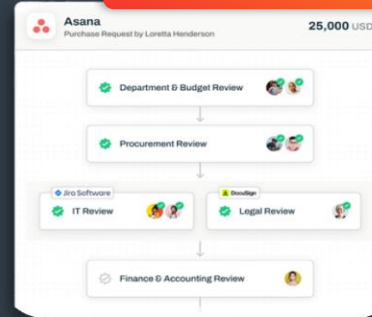 Asana
Purchase Request by Loretta Henderson
25,000 USD
Department & Budget Review
Procurement Review
Jira Software
IT Review
DocuSign
Legal Review
Finance & Accounting Review